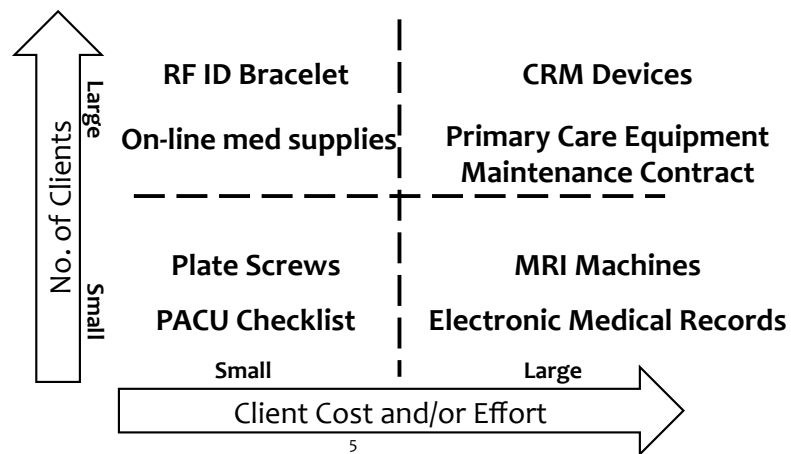 RF ID Bracelet
CRM Devices
On-line med supplies
Primary Care Equipment
Maintenance Contract
Large
No. of Clients
Small
Plate Screws
MRI Machines
PACU Checklist
Electronic Medical Records
Small
Large
Client Cost and/or Effort
5